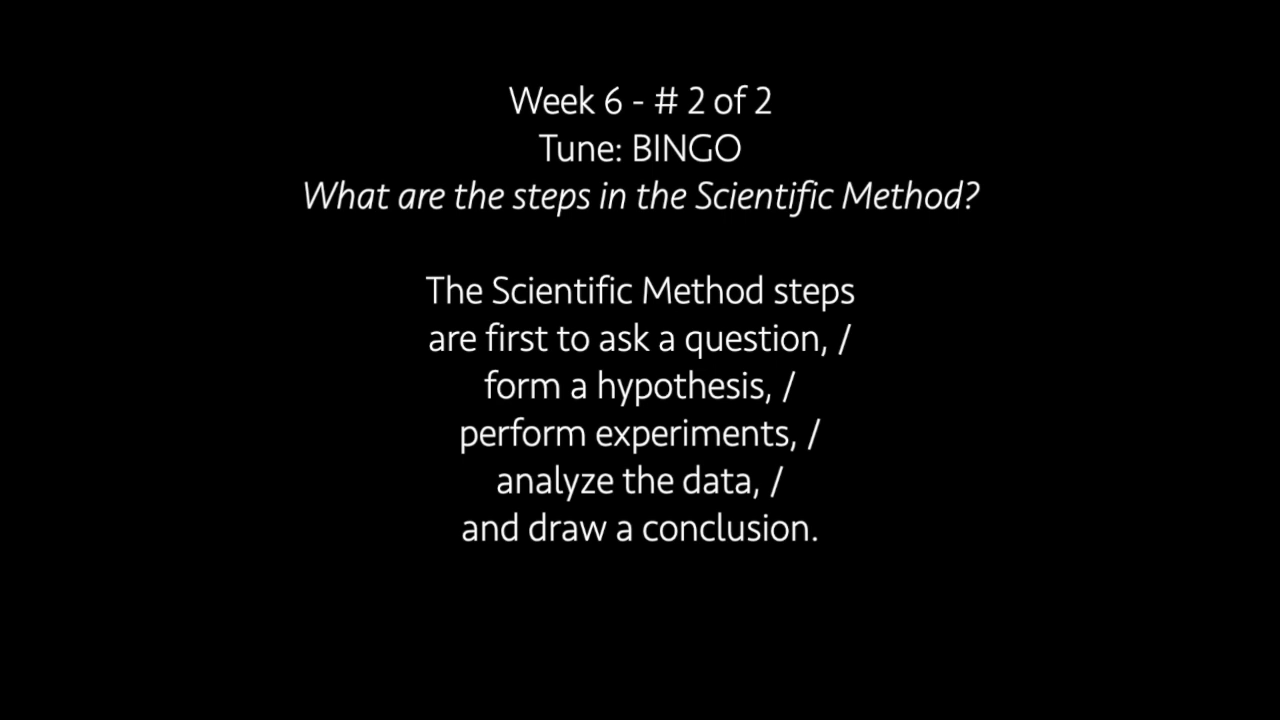 Week 6 - # 2 of 2
Tune: BINGO
What are the steps in the Scientific Method?
The Scientific Method steps
are first to ask a question, /
form a hypothesis, /
perform experiments, /
analyze the data, /
and draw a conclusion.